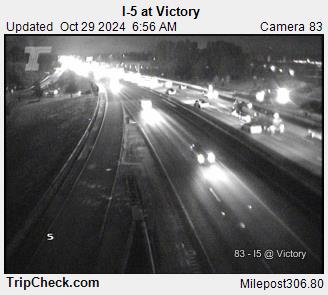 I-5 at Victory
Updated Oct 29 2024 6:56 AM Camera 83
T
S
83 - I5 @ Victory
TripCheck.com Milepost306.80